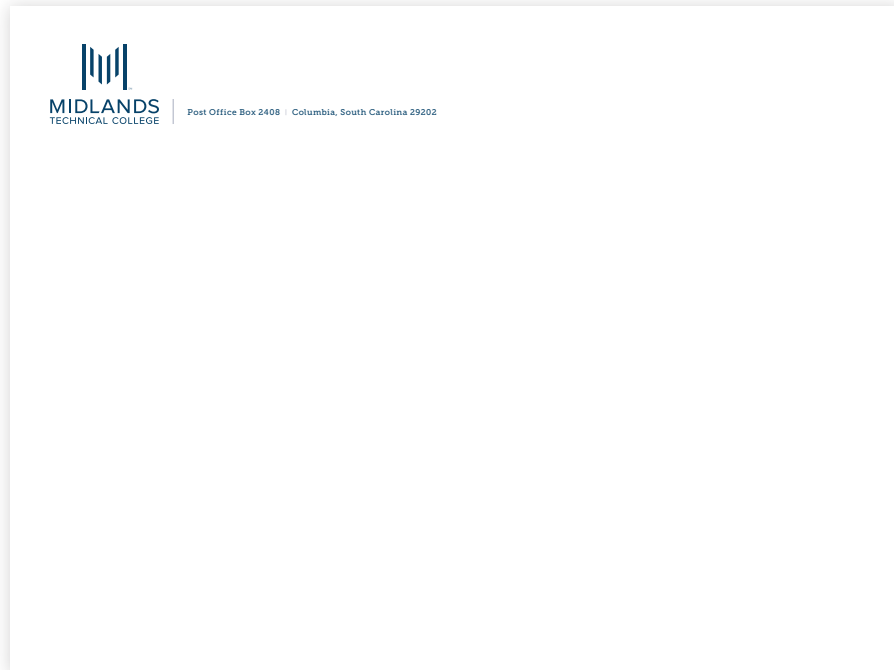 MIDLANDS
TECHNICAL COLLEGE
Post Office Box 2408 | Columbia, South Carolina 29202